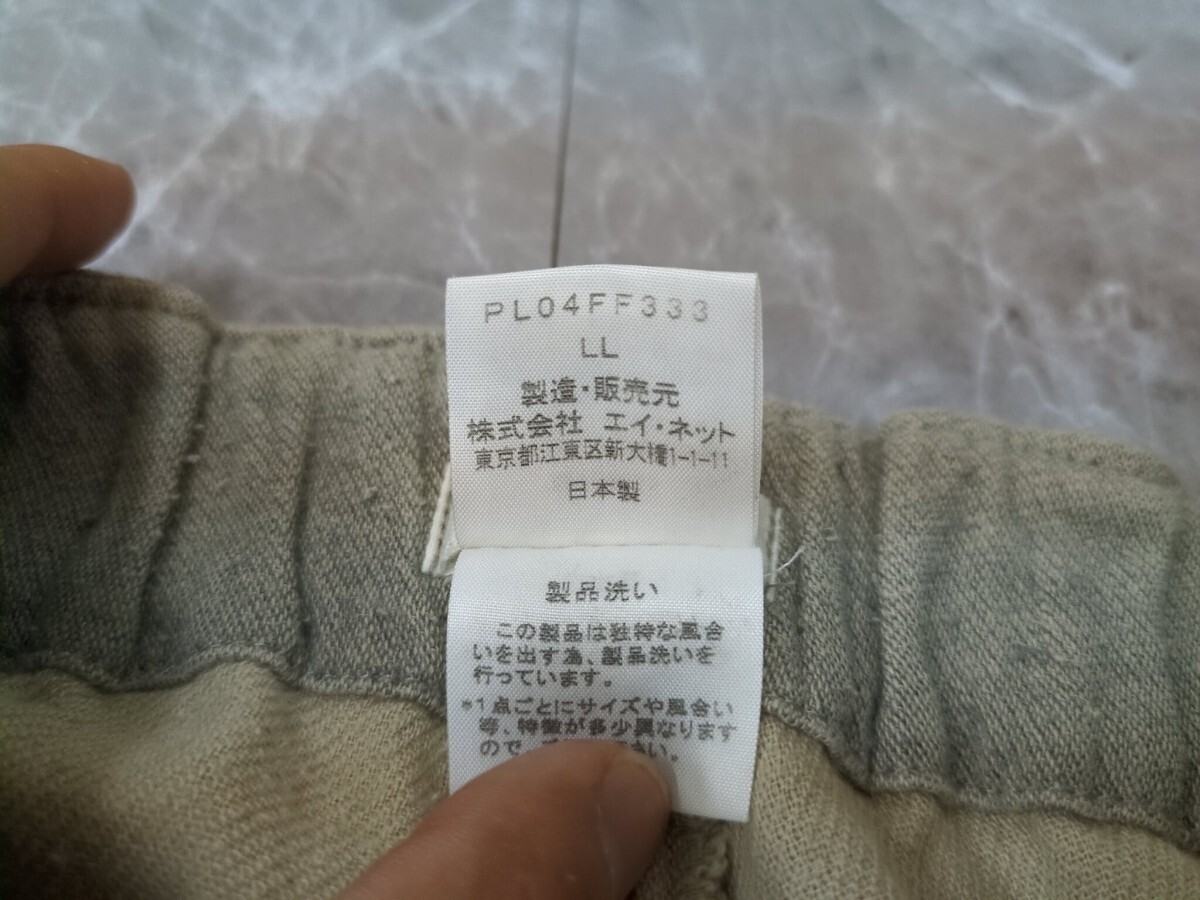 PL04FF333
LL
製造・販売元
株式会社 エイ・ネット
東京都江東区新大橋1-1-11
日本製
製品洗い
この製品は独特な風合
いを出す為、製品洗いを
行っています。
*1点ごとにサイズや風合い
等、特徴が多少異なります
ので、
さい。